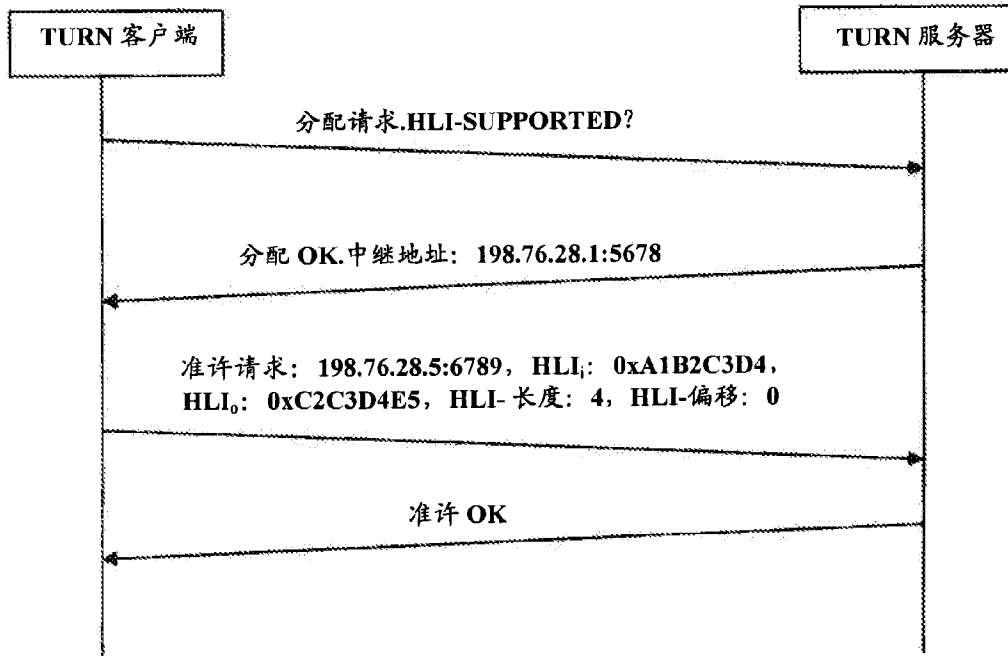 TURN 客户端
TURN 服务器
分配请求.HLI-SUPPORTED?
分配 OK.中继地址：198.76.28.1:5678
准许请求：198.76.28.5:6789，HLIi：0xA1B2C3D4，
HLIo：0xC2C3D4E5，HLI- 长度：4，HLI-偏移：0
准许 OK